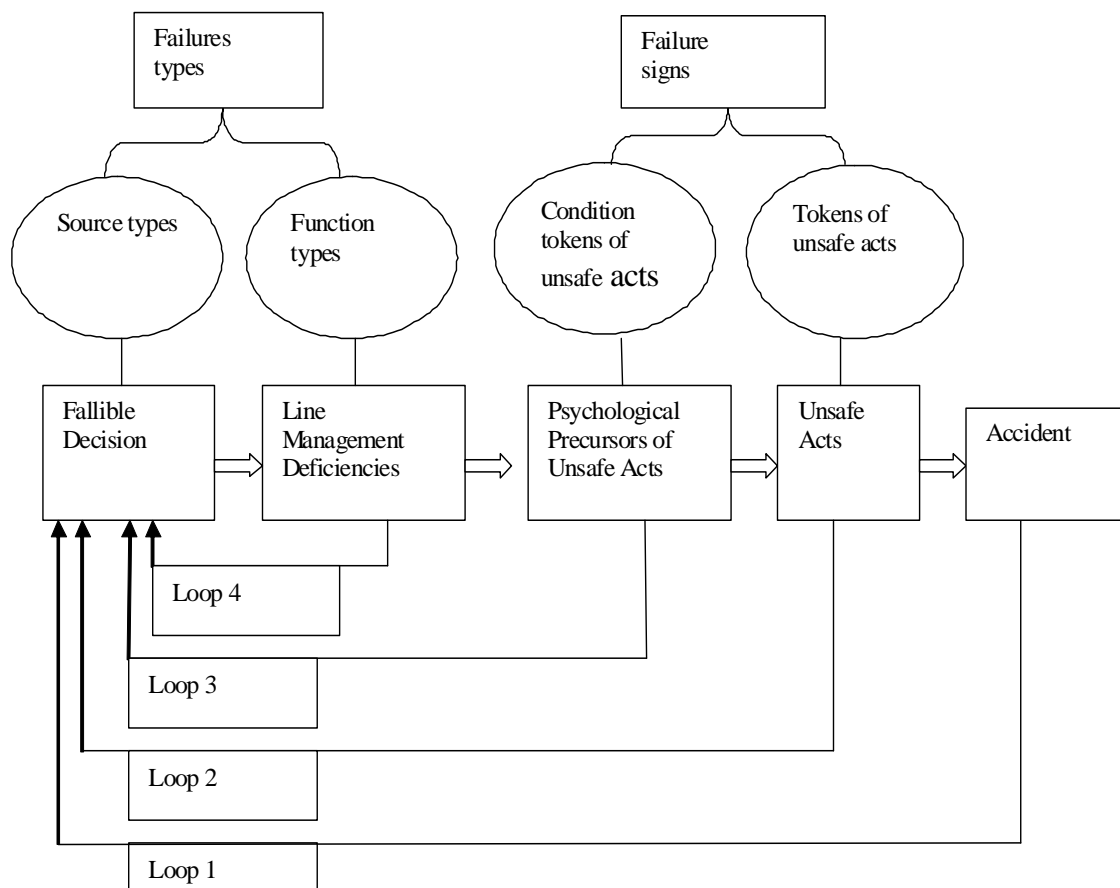 Failures
types
Failure
signs
Source types
Function
types
Condition
tokens of
unsafe acts
Tokens of
unsafe acts
Fallible
Decision
Line
Management
Deficiencies
Psychological
Precursors of
Unsafe Acts
Unsafe
Acts
Accident
Loop 4
Loop 3
Loop 2
Loop 1